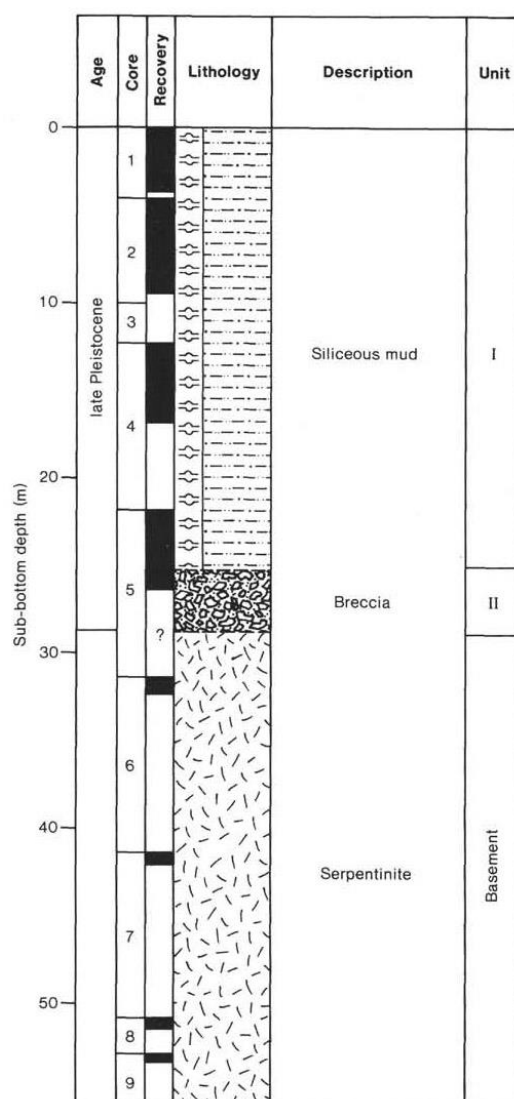 Age
Core
Recovery
Lithology
Description
Unit
Sub-bottom depth (m)
0
10
20
30
40
50
late Pleistocene
1
2
3
4
5
6
7
8
9
?
Siliceous mud
Breccia
Serpentinite
I
II
Basement